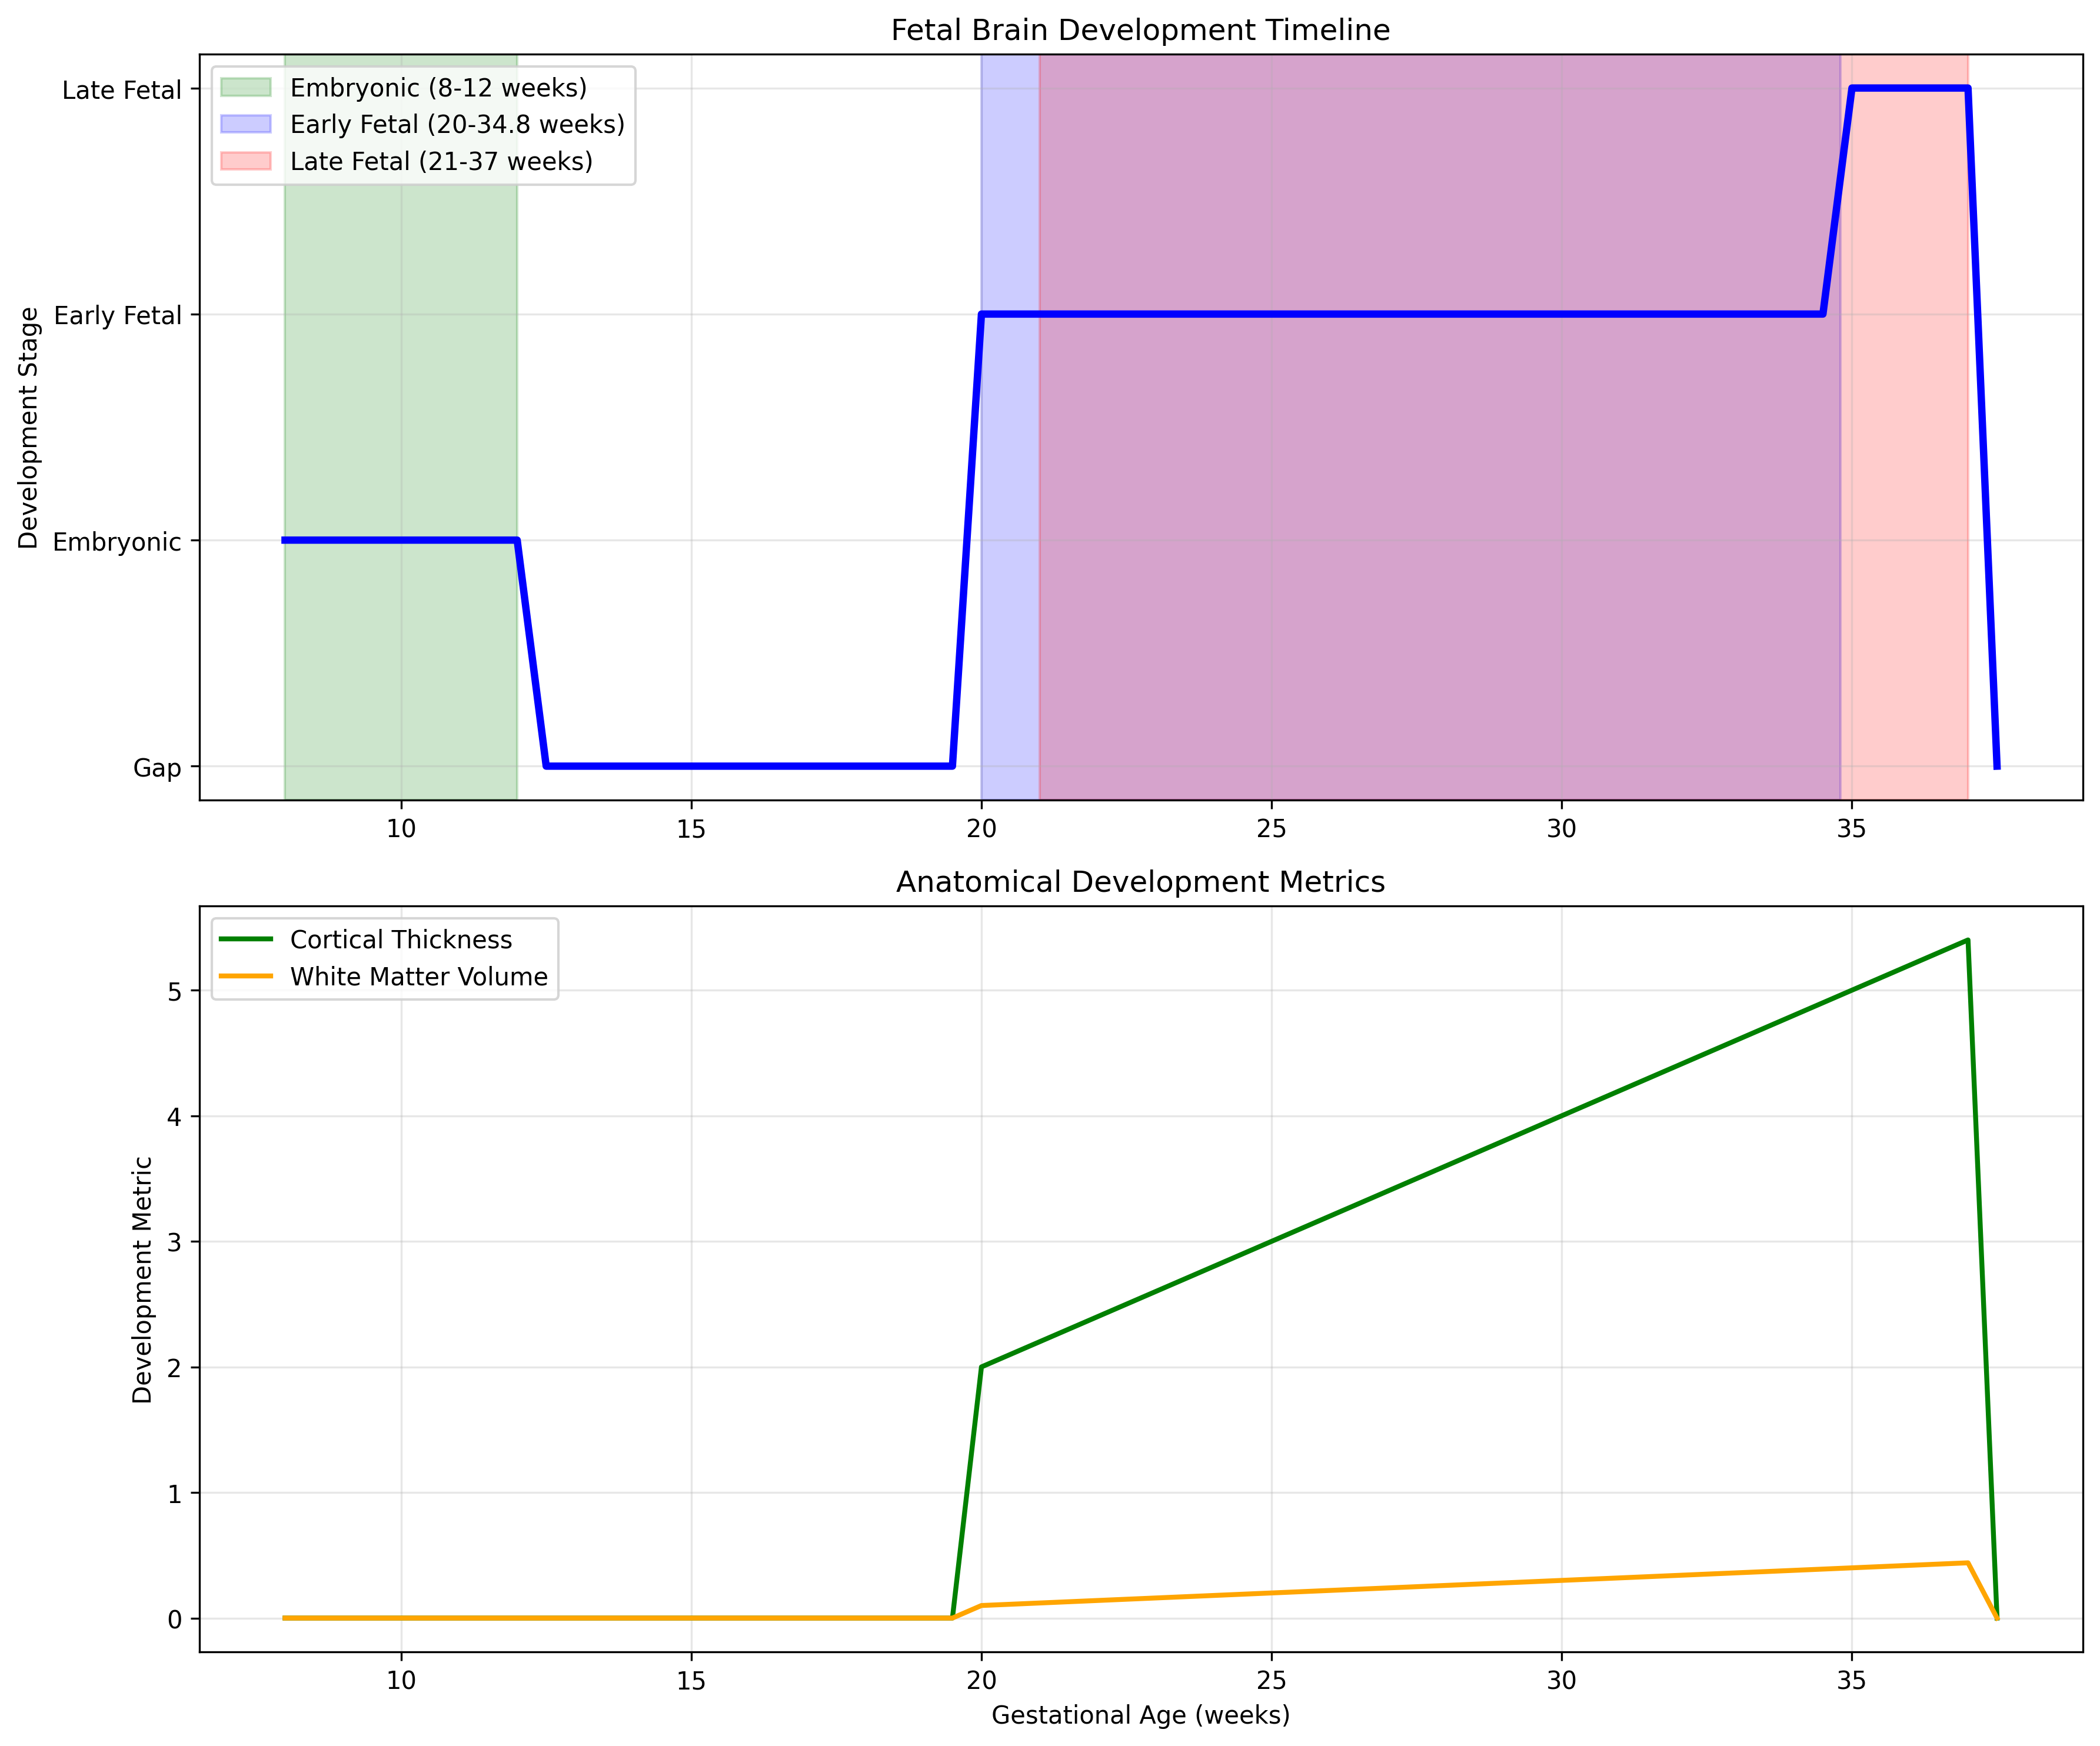 Fetal Brain Development Timeline
Development Stage
Late Fetal
Early Fetal
Embryonic
Gap
Embryonic (8-12 weeks)
Early Fetal (20-34.8 weeks)
Late Fetal (21-37 weeks)
10 15 20 25 30 35
Anatomical Development Metrics
Development Metric
5
4
3
2
1
0
Cortical Thickness
White Matter Volume
10 15 20 25 30 35
Gestational Age (weeks)